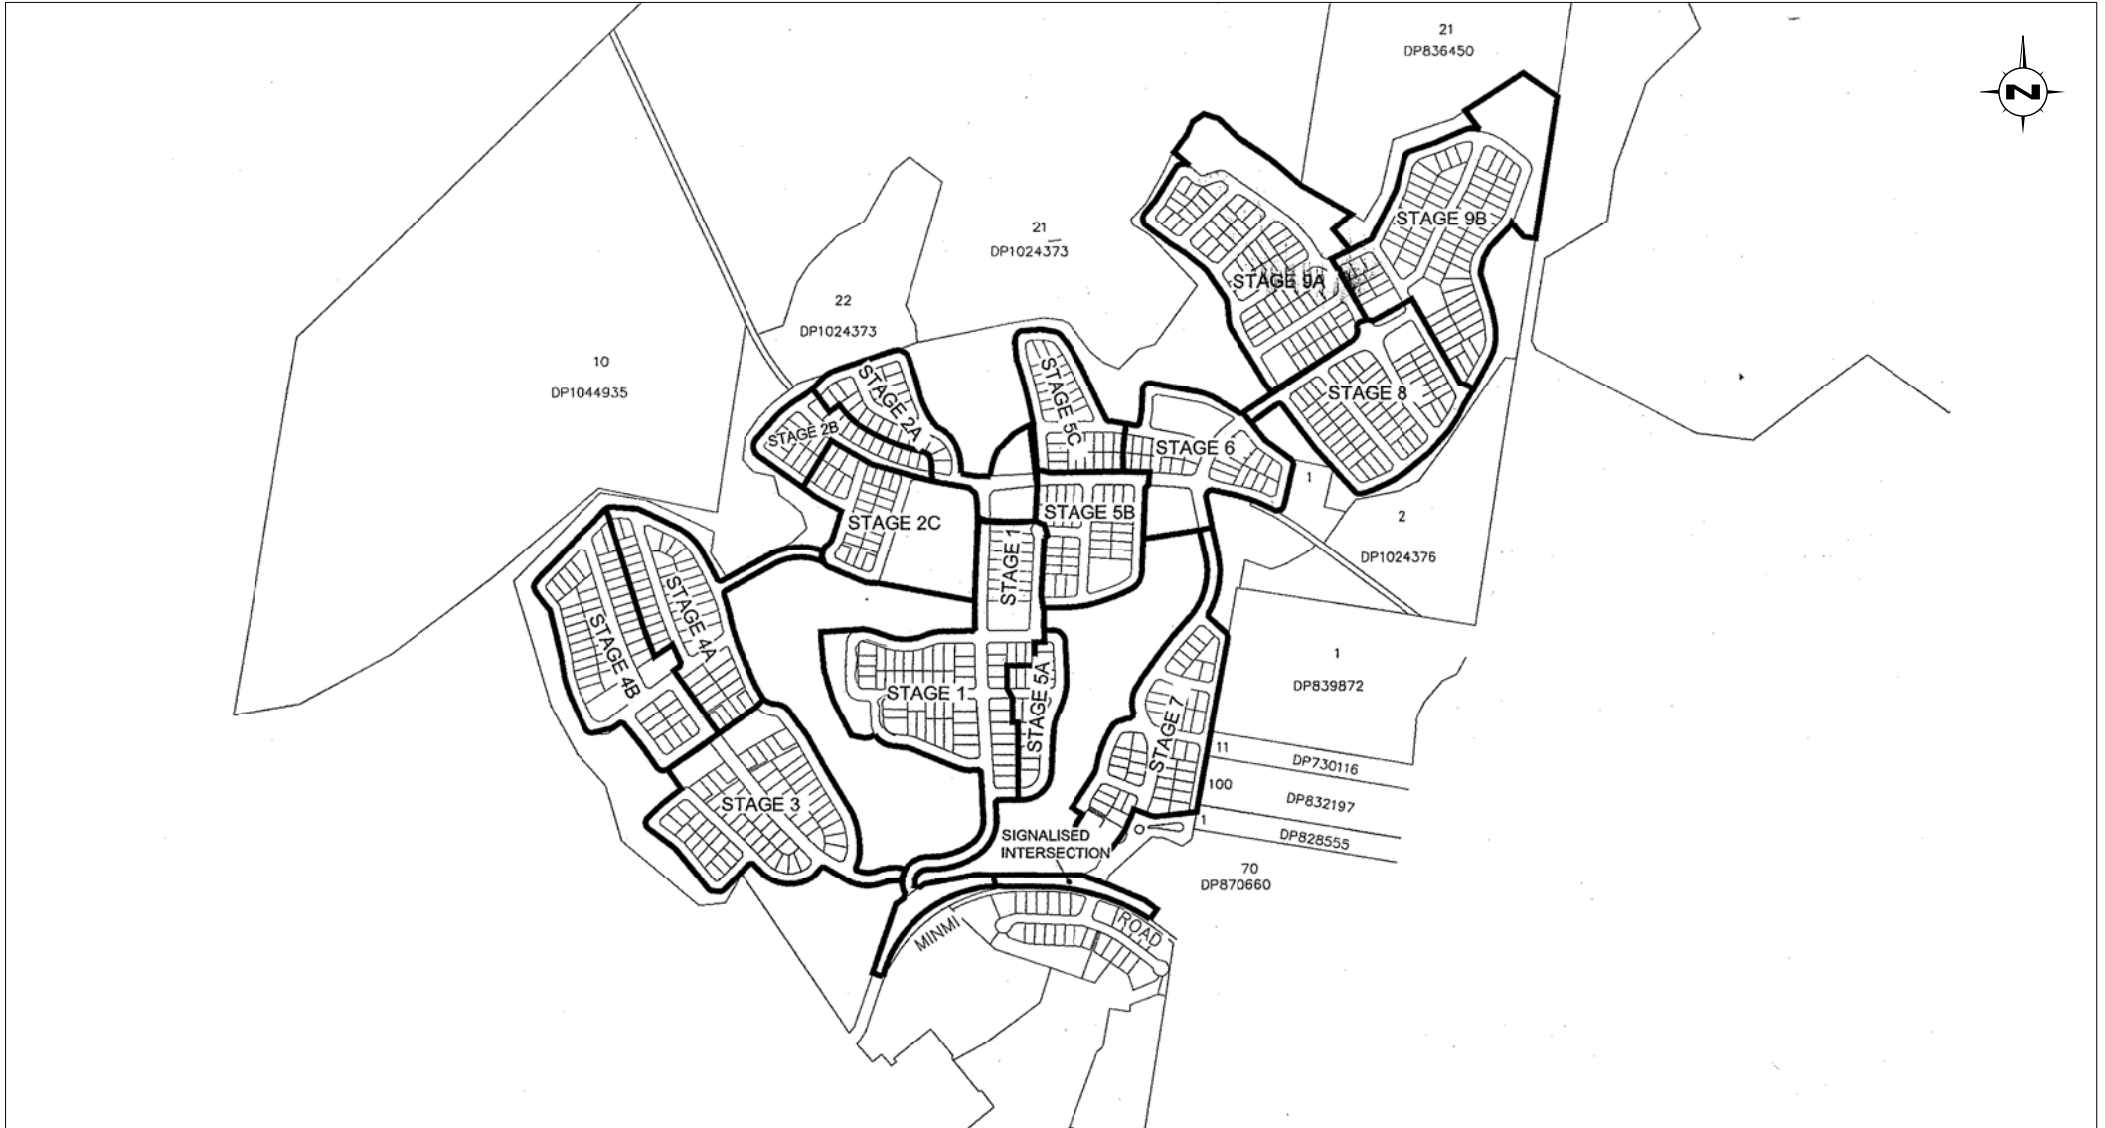 21
DP836450
N
STAGE 9B
21
DP1024373
STAGE 9A
22
DP1024373
10
DP1044935
STAGE 2A
STAGE 5C
STAGE 8
STAGE 2B
STAGE 6
1
STAGE 2C
STAGE 5B
2
DP1024376
STAGE 1
STAGE 4A
STAGE 4B
1
DP839872
STAGE 1
STAGE 5A
STAGE 7
11
DP730116
100
DP832197
STAGE 3
1
DP828555
SIGNALISED
INTERSECTION
70
DP870660
MINMI
ROAD